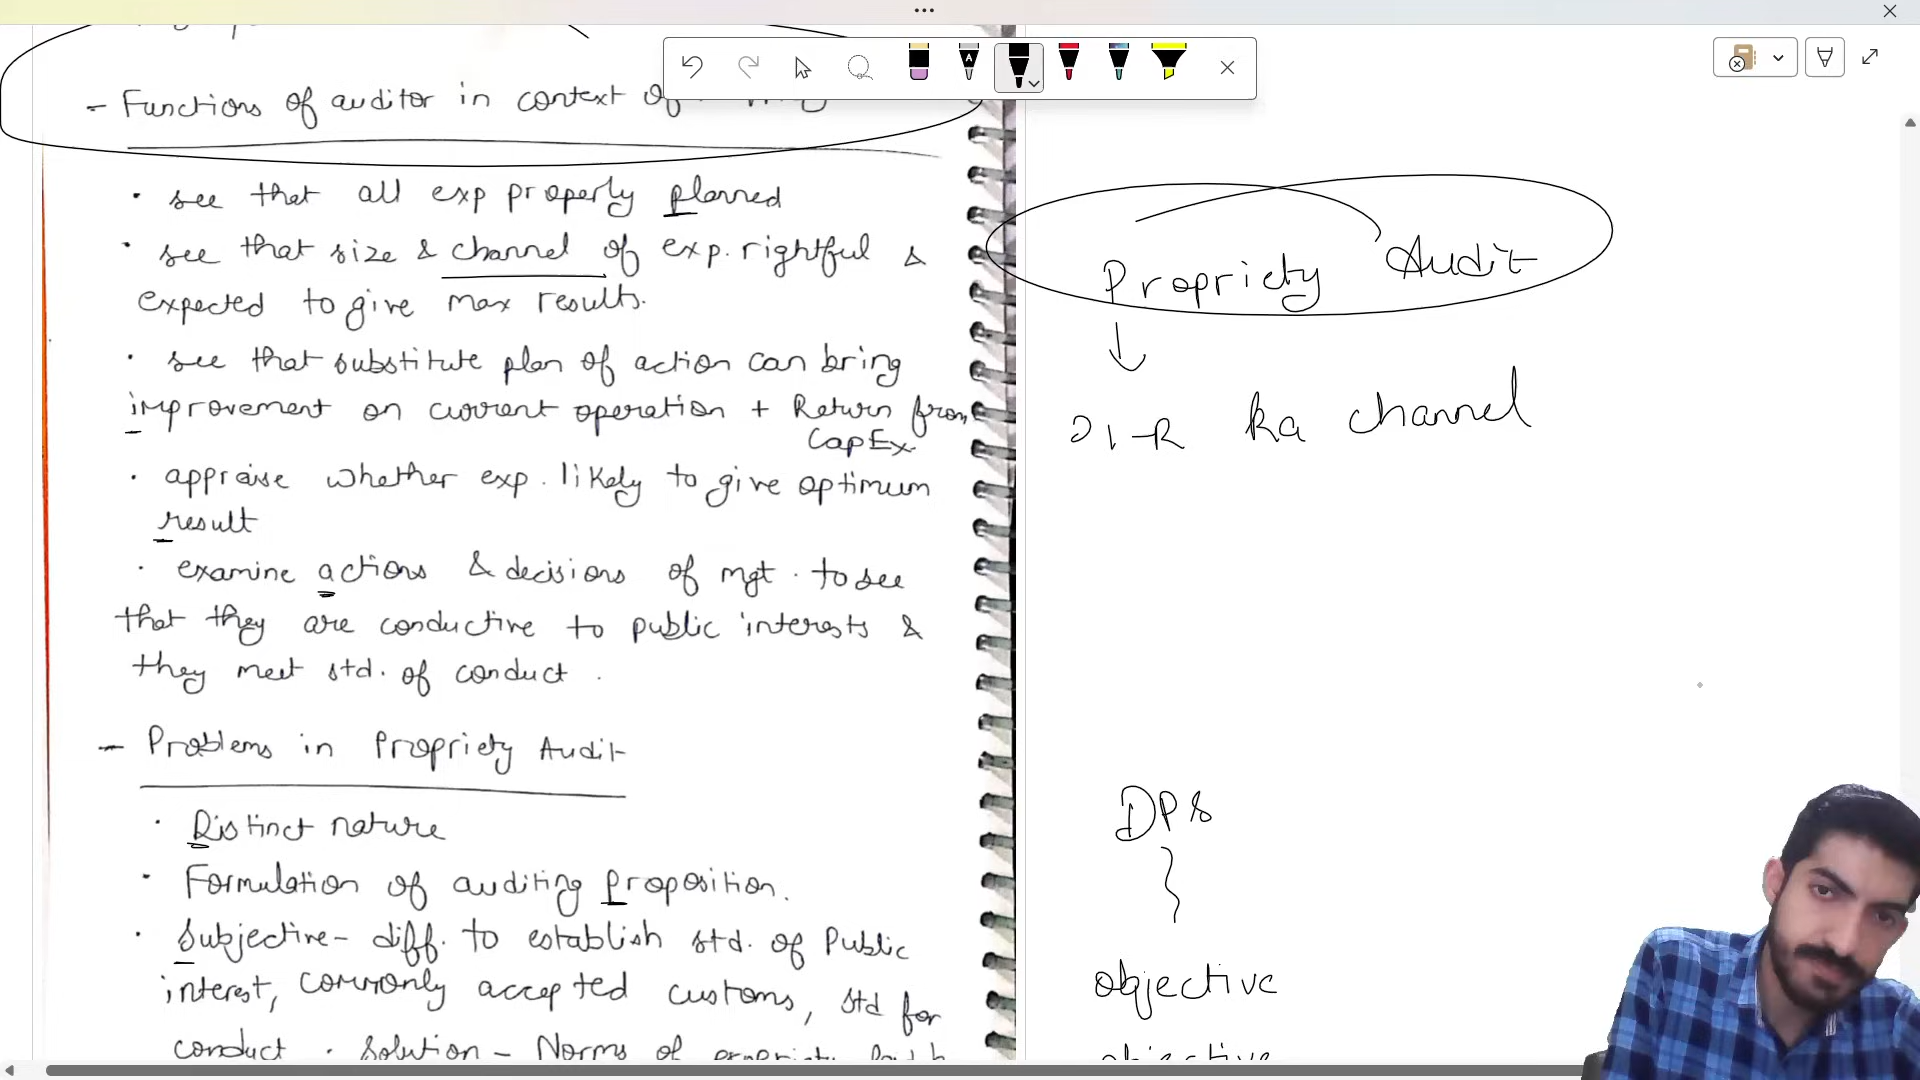 - Functions of auditor in context of
• see that all exp properly planned
• see that size & channel of exp. rightful &
expected to give max results.
• see that substitute plan of action can bring
improvement on current operation + Return from
CapEx.
• appraise whether exp. likely to give optimum
result
• examine actions & decisions of mgt. to see
that they are conductive to public interests &
they meet std. of conduct.
- Problems in Propriety Audit
• Distinct nature
• Formulation of auditing proposition.
• Subjective - diff. to establish std. of Public
interest, commonly accepted customs, std for
conduct. Solution - Norms of propriety
Propriety Audit
ka channel
DPS
objective
objective